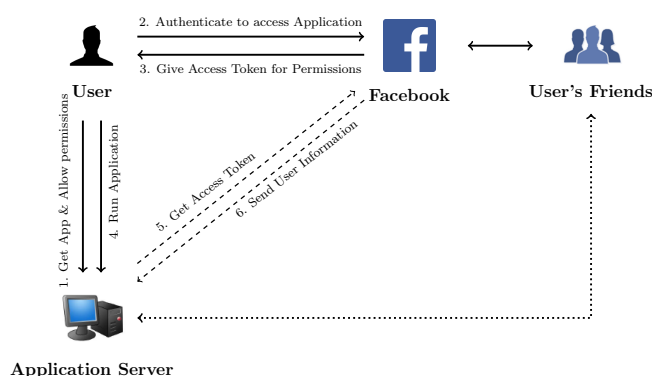 2. Authenticate to access Application
3. Give Access Token for Permissions
User
Facebook
User's Friends
1. Get App & Allow permissions
4. Run Application
5. Get Access Token
6. Send User Information
Application Server